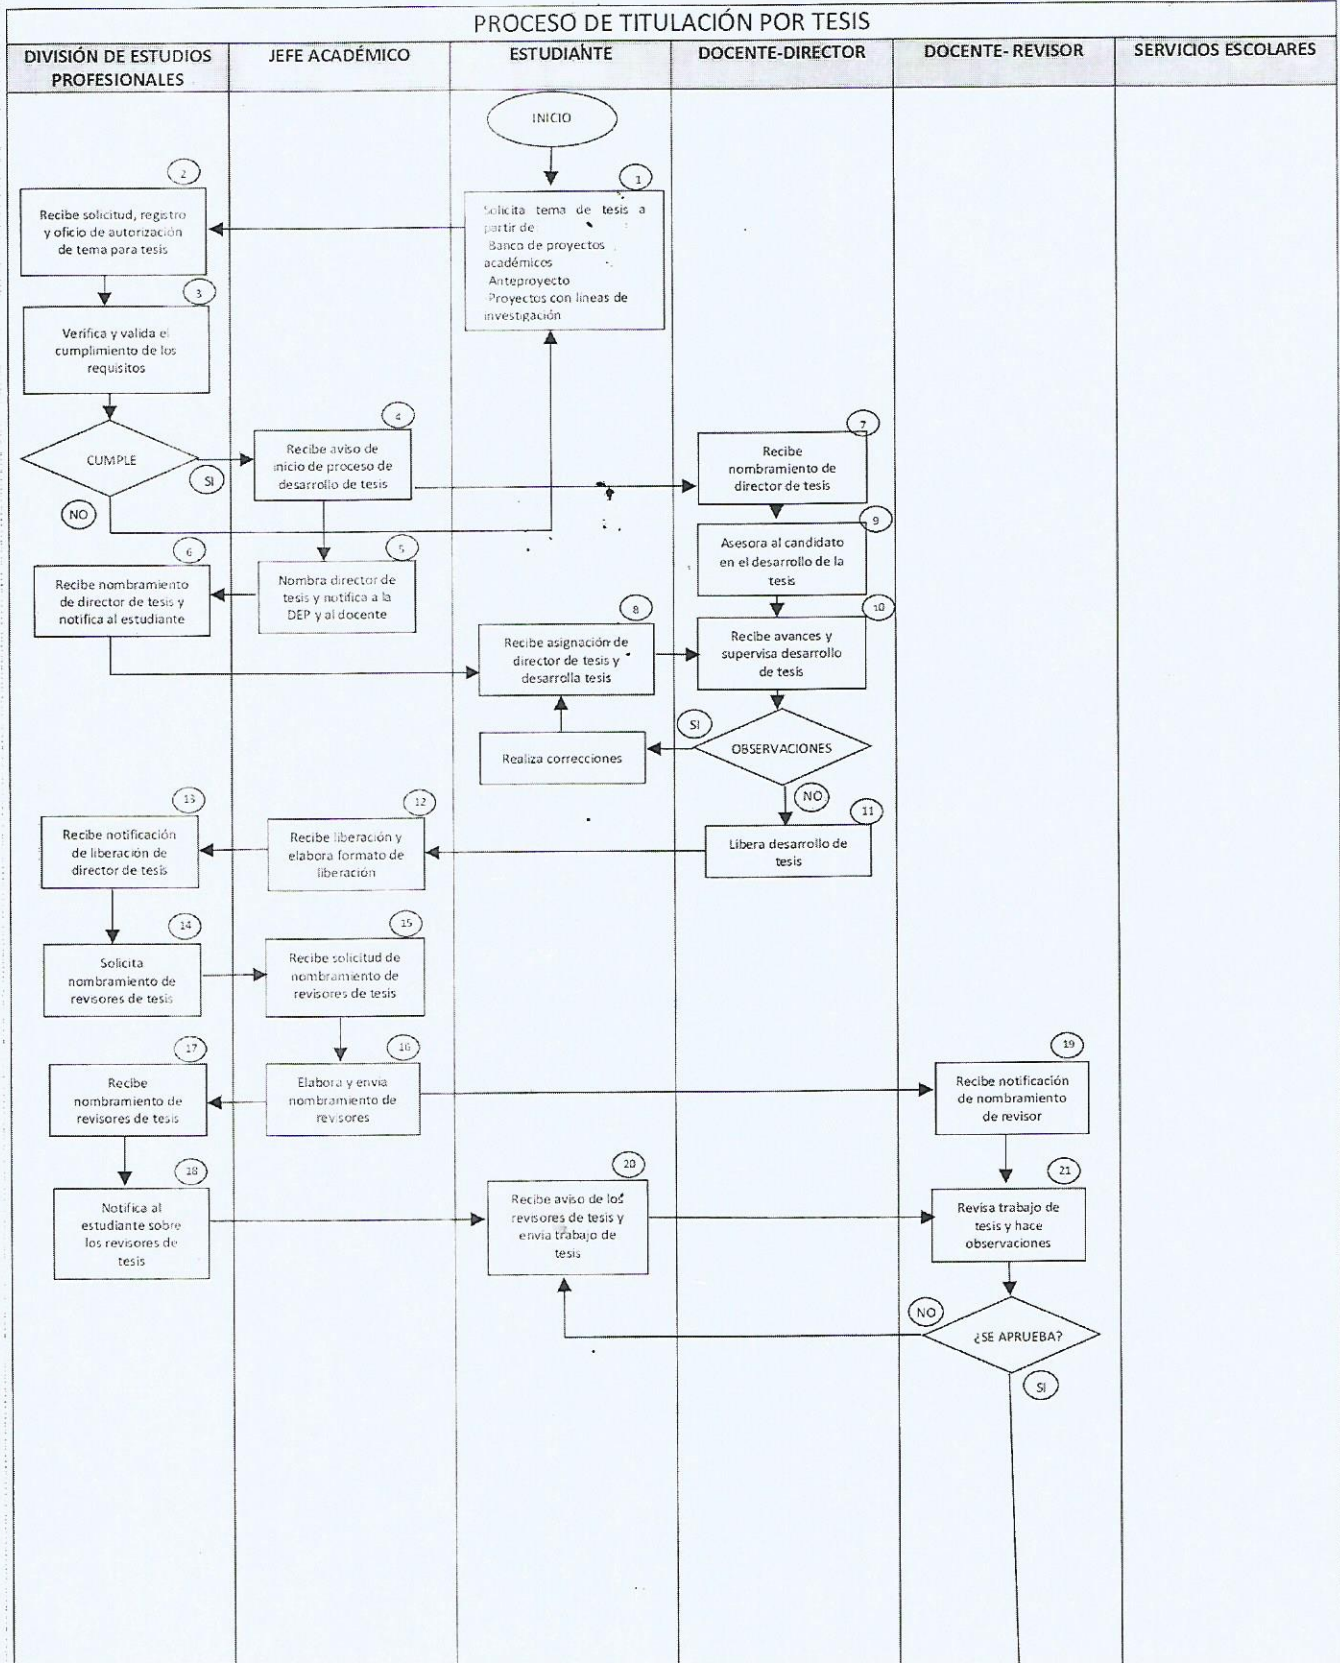 PROCESO DE TITULACIÓN POR TESIS
DIVISIÓN DE ESTUDIOS
PROFESIONALES
JEFE ACADÉMICO
ESTUDIANTE
DOCENTE-DIRECTOR
DOCENTE- REVISOR
SERVICIOS ESCOLARES
INICIO
1
Solicita tema de tesis a
partir de
Banco de proyectos
académicos
Anteproyecto
Proyectos con lineas de
investigación
2
Recibe solicitud, registro
y oficio de autorización
de tema para tesis
3
Verifica y valida el
cumplimiento de los
requisitos
CUMPLE
SI
NO
4
Recibe aviso de
inicio de proceso de
desarrollo de tesis
7
Recibe
nombramiento de
director de tesis
9
Asesora al candidato
en el desarrollo de la
tesis
5
Nombra director de
tesis y notifica a la
DEP y al docente
6
Recibe nombramiento
de director de tesis y
notifica al estudiante
8
Recibe asignación de
director de tesis y
desarrolla tesis
10
Recibe avances y
supervisa desarrollo
de tesis
OBSERVACIONES
SI
Realiza correcciones
NO
11
Libera desarrollo de
tesis
12
Recibe liberación y
elabora formato de
liberación
13
Recibe notificación
de liberación de
director de tesis
14
Solicita
nombramiento de
revisores de tesis
15
Recibe solicitud de
nombramiento de
revisores de tesis
16
Elabora y envia
nombramiento de
revisores
17
Recibe
nombramiento de
revisores de tesis
18
Notifica al
estudiante sobre
los revisores de
tesis
19
Recibe notificación
de nombramiento
de revisor
20
Recibe aviso de los
revisores de tesis y
envia trabajo de
tesis
21
Revisa trabajo de
tesis y hace
observaciones
¿SE APRUEBA?
NO
SI